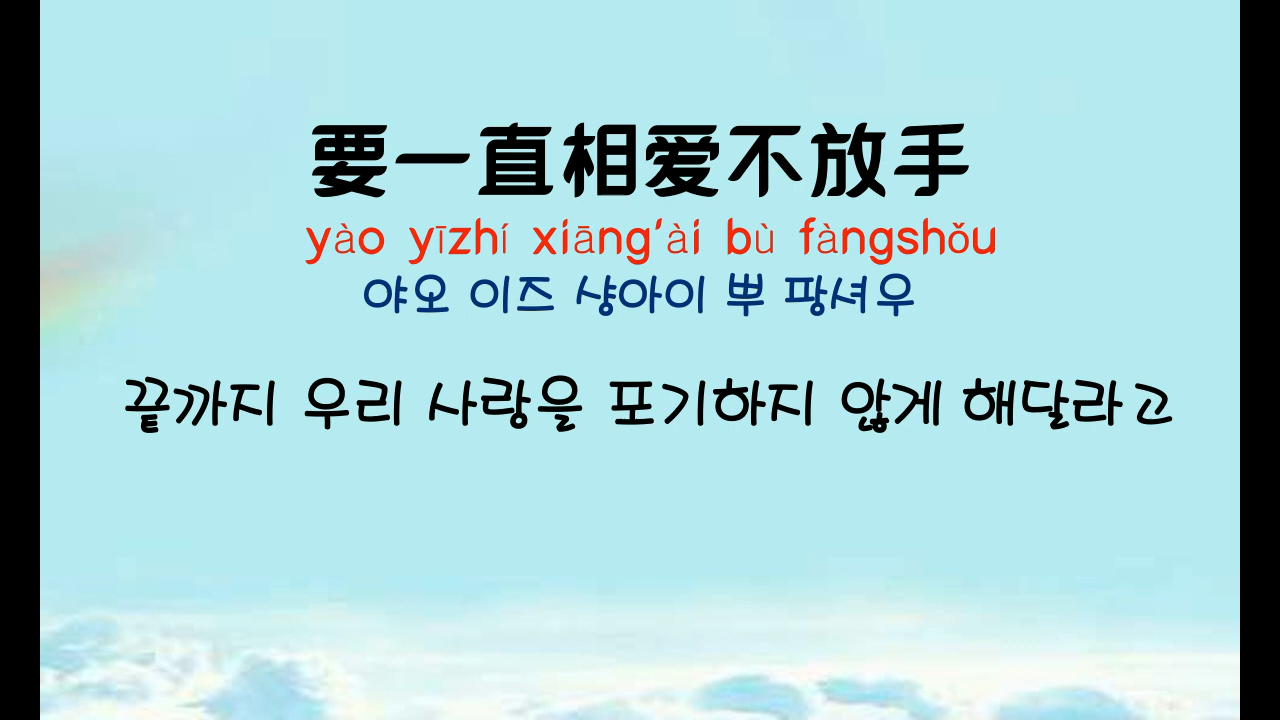 要一直相爱不放手
yào yīzhí xiāng'ài bù fàngshǒu
야오 이즈 샹아이 뿌 팡셔우
끝까지 우리 사랑을 포기하지 않게 해달라고